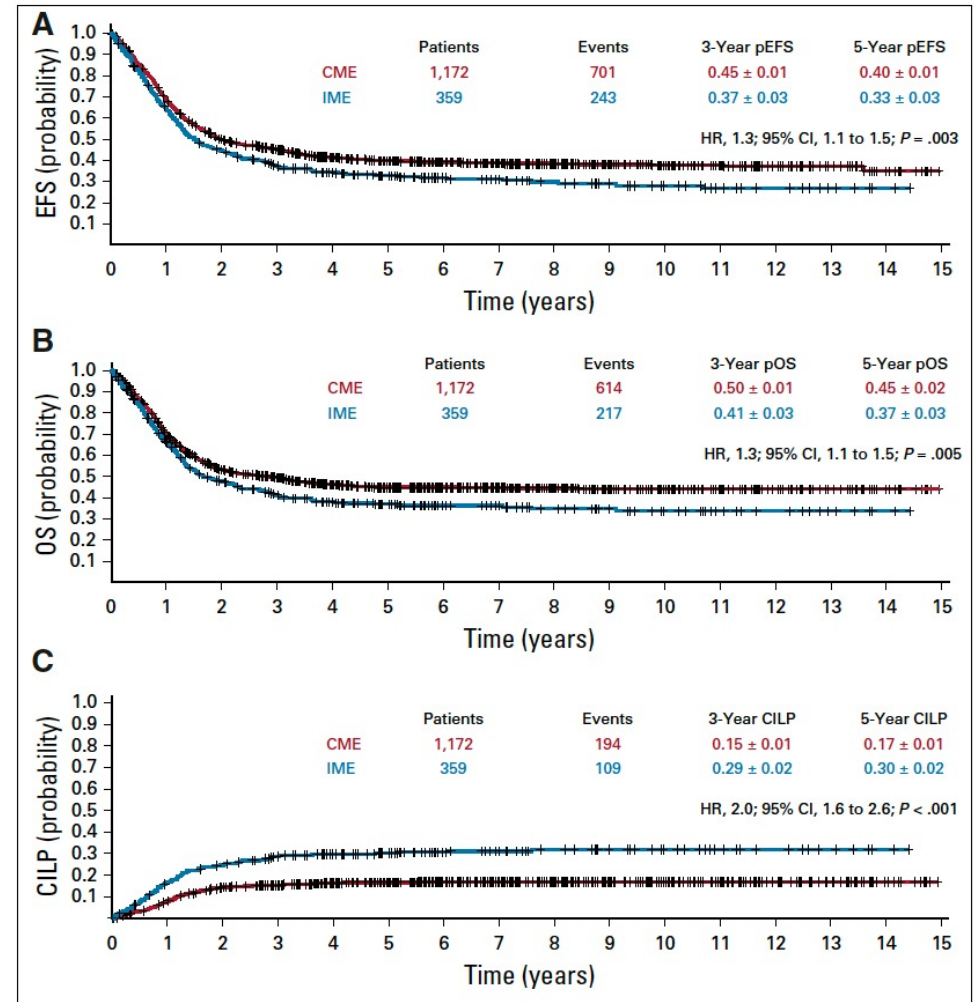 A
EFS (probability)
1.0
0.9
0.8
0.7
0.6
0.5
0.4
0.3
0.2
0.1
Patients Events 3-Year pEFS 5-Year pEFS
CME 1,172 701 0.45 ± 0.01 0.40 ± 0.01
IME 359 243 0.37 ± 0.03 0.33 ± 0.03
HR, 1.3; 95% CI, 1.1 to 1.5; P = .003
0 1 2 3 4 5 6 7 8 9 10 11 12 13 14 15
Time (years)
B
OS (probability)
1.0
0.9
0.8
0.7
0.6
0.5
0.4
0.3
0.2
0.1
Patients Events 3-Year pOS 5-Year pOS
CME 1,172 614 0.50 ± 0.01 0.45 ± 0.02
IME 359 217 0.41 ± 0.03 0.37 ± 0.03
HR, 1.3; 95% CI, 1.1 to 1.5; P = .005
0 1 2 3 4 5 6 7 8 9 10 11 12 13 14 15
Time (years)
C
CILP (probability)
1.0
0.9
0.8
0.7
0.6
0.5
0.4
0.3
0.2
0.1
Patients Events 3-Year CILP 5-Year CILP
CME 1,172 194 0.15 ± 0.01 0.17 ± 0.01
IME 359 109 0.29 ± 0.02 0.30 ± 0.02
HR, 2.0; 95% CI, 1.6 to 2.6; P < .001
0 1 2 3 4 5 6 7 8 9 10 11 12 13 14 15
Time (years)